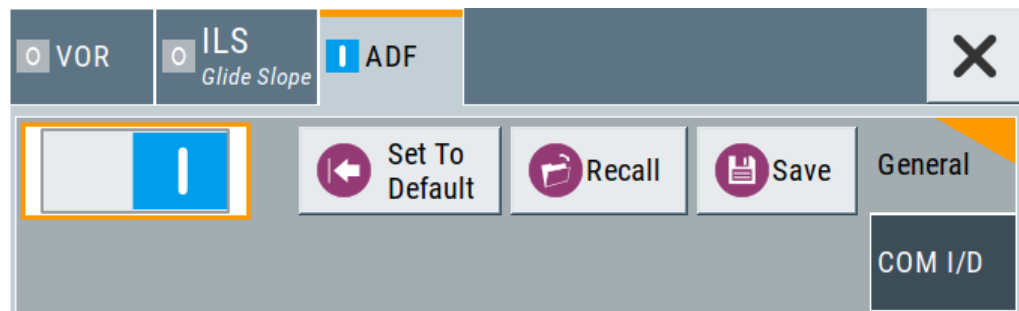 O VOR
O ILS
Glide Slope
I ADF
I
Set To
Default
Recall
Save
General
COM I/D